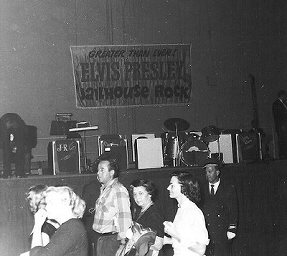 GREATER THAN EVER!
ELVIS PRESLEY
Jailhouse Rock